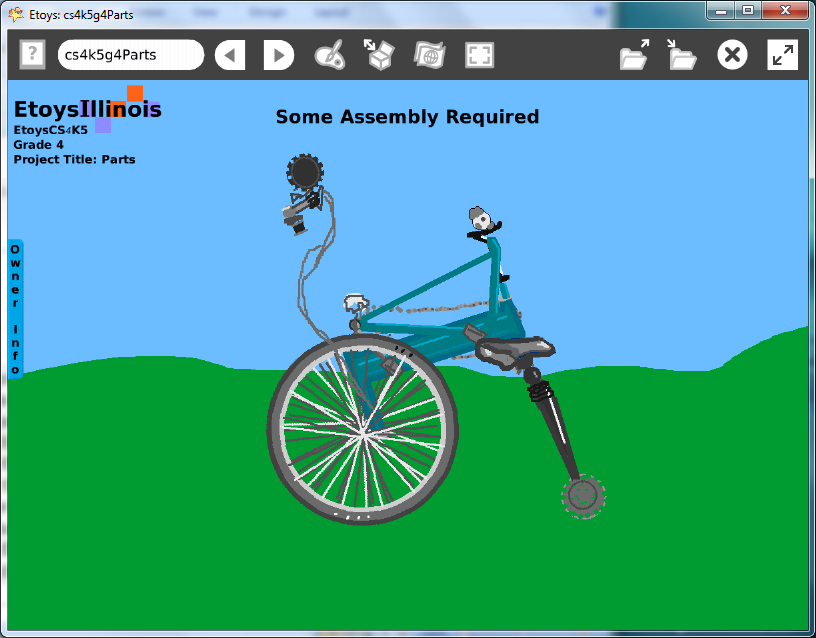 Etoys: cs4k5g4Parts
?
cs4k5g4Parts
EtoysIllinois
EtoysCS4K5
Grade 4
Project Title: Parts
Some Assembly Required
Owner Info